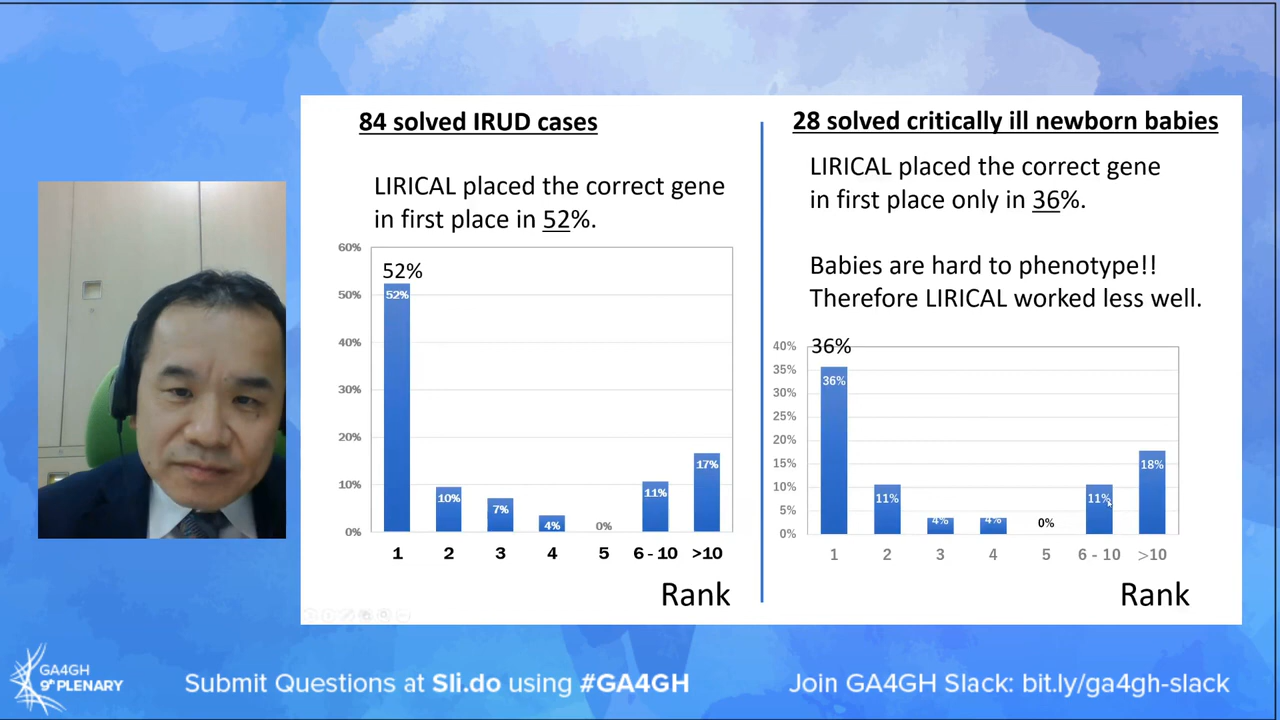 84 solved IRUD cases
LIRICAL placed the correct gene
in first place in 52%.
60%
50%
40%
30%
20%
10%
0%
52%
52%
10%
7%
4%
0%
11%
17%
1
2
3
4
5
6 - 10
>10
Rank
28 solved critically ill newborn babies
LIRICAL placed the correct gene
in first place only in 36%.
Babies are hard to phenotype!!
Therefore LIRICAL worked less well.
40%
35%
30%
25%
20%
15%
10%
5%
0%
36%
36%
11%
4%
4%
0%
11%
18%
1
2
3
4
5
6 - 10
>10
Rank
GA4GH
9th PLENARY
Submit Questions at Sli.do using #GA4GH
Join GA4GH Slack: bit.ly/ga4gh-slack